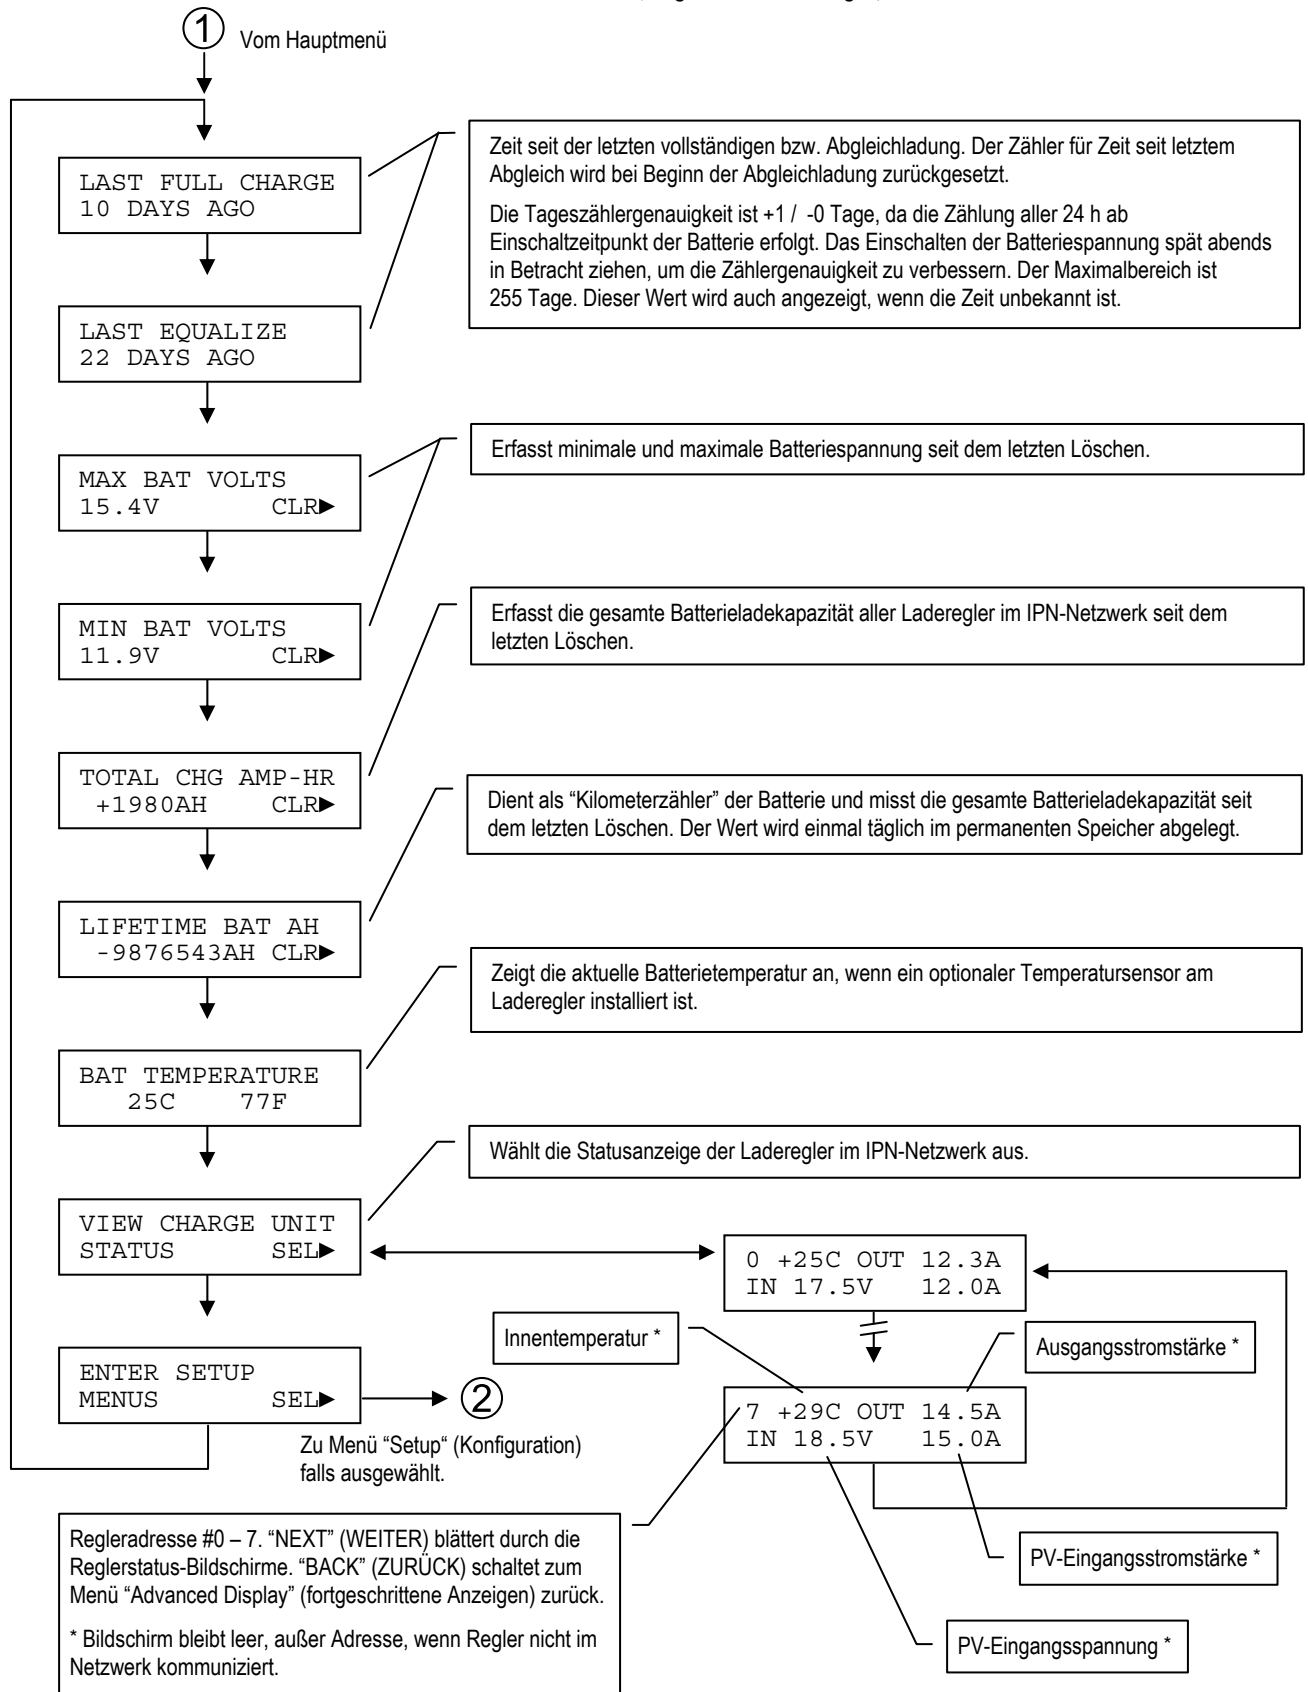 ① Vom Hauptmenü
LAST FULL CHARGE
10 DAYS AGO
Zeit seit der letzten vollständigen bzw. Abgleichladung. Der Zähler für Zeit seit letztem
Abgleich wird bei Beginn der Abgleichladung zurückgesetzt.
Die Tageszählergenauigkeit ist +1 / -0 Tage, da die Zählung aller 24 h ab
Einschaltzeitpunkt der Batterie erfolgt. Das Einschalten der Batteriespannung spät abends
in Betracht ziehen, um die Zählergenauigkeit zu verbessern. Der Maximalbereich ist
255 Tage. Dieser Wert wird auch angezeigt, wenn die Zeit unbekannt ist.
LAST EQUALIZE
22 DAYS AGO
MAX BAT VOLTS
15.4V CLR►
Erfasst minimale und maximale Batteriespannung seit dem letzten Löschen.
MIN BAT VOLTS
11.9V CLR►
Erfasst die gesamte Batterieladekapazität aller Laderegler im IPN-Netzwerk seit dem
letzten Löschen.
TOTAL CHG AMP-HR
+1980AH CLR►
Dient als “Kilometerzähler” der Batterie und misst die gesamte Batterieladekapazität seit
dem letzten Löschen. Der Wert wird einmal täglich im permanenten Speicher abgelegt.
LIFETIME BAT AH
-9876543AH CLR►
Zeigt die aktuelle Batterietemperatur an, wenn ein optionaler Temperatursensor am
Laderegler installiert ist.
BAT TEMPERATURE
25C 77F
Wählt die Statusanzeige der Laderegler im IPN-Netzwerk aus.
VIEW CHARGE UNIT
STATUS SEL►
0 +25C OUT 12.3A
IN 17.5V 12.0A
Innentemperatur *
Ausgangsstromstärke *
ENTER SETUP
MENUS SEL►
②
Zu Menü “Setup“ (Konfiguration)
falls ausgewählt.
7 +29C OUT 14.5A
IN 18.5V 15.0A
Regleradresse #0 – 7. “NEXT” (WEITER) blättert durch die
Reglerstatus-Bildschirme. “BACK” (ZURÜCK) schaltet zum
Menü “Advanced Display” (fortgeschrittene Anzeigen) zurück.
* Bildschirm bleibt leer, außer Adresse, wenn Regler nicht im
Netzwerk kommuniziert.
PV-Eingangsstromstärke *
PV-Eingangsspannung *